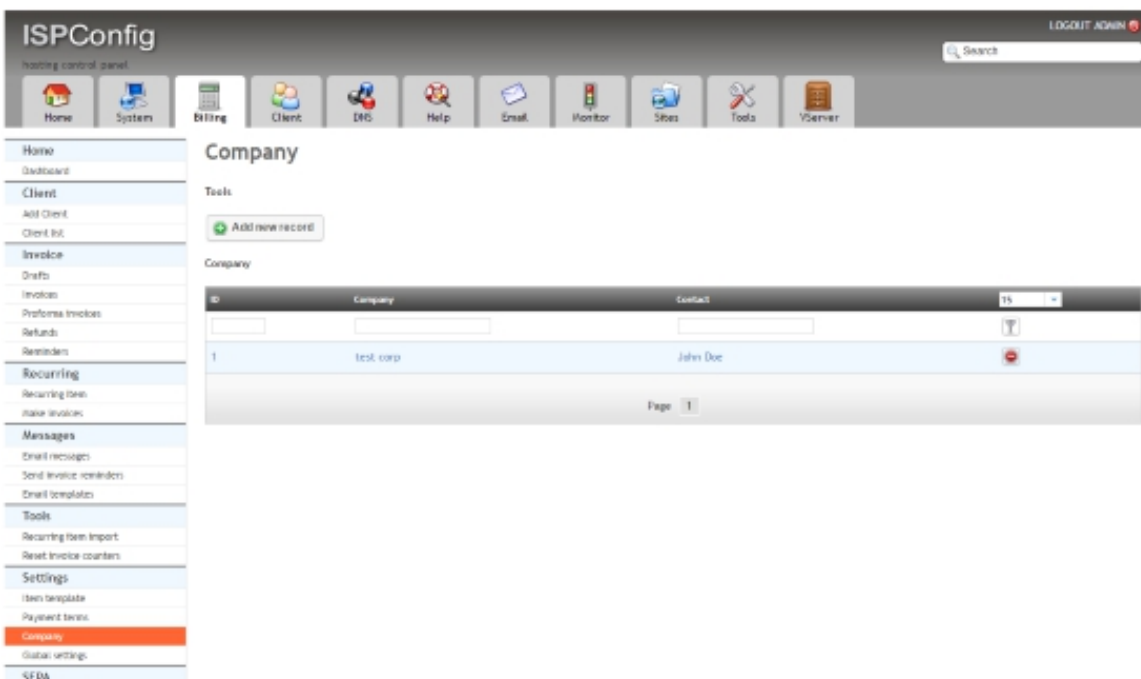 ISPConfig
LOGOUT ADMIN
hosting control panel
Search
Home System Billing Client DNS Help Email Monitor Sites Tools VServer
Home
Dashboard
Client
Add Client
Client list
Invoice
Drafts
Invoices
Proforma invoices
Refunds
Reminders
Recurring
Recurring item
make invoices
Messages
Email messages
Send invoice reminders
Email templates
Tools
Recurring item import
Reset invoice counters
Settings
Item template
Payment terms
Company
Global settings
SEPA
Company
Tools
Add new record
Company
ID Company Contact 15
1 test corp John Doe
Page 1